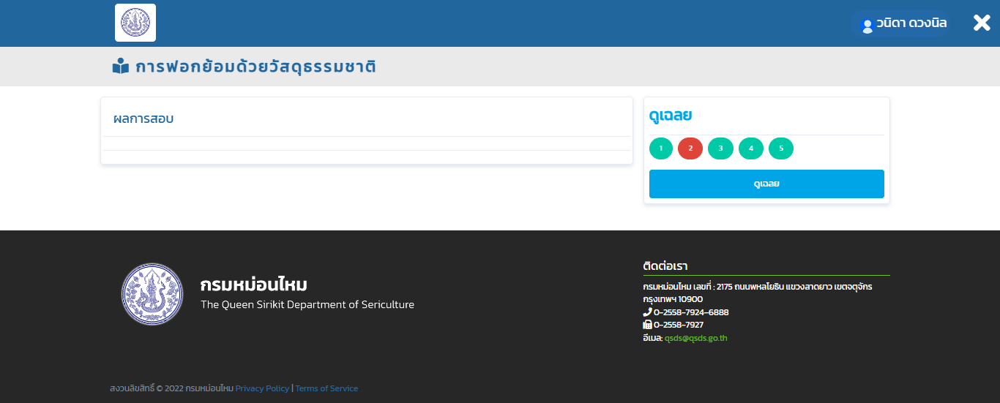 วนิดา ดวงนิล
การฟอกย้อมด้วยวัสดุธรรมชาติ
ผลการสอบ
ดูเฉลย
1 2 3 4 5
ดูเฉลย
กรมหม่อนไหม
The Queen Sirikit Department of Sericulture
ติดต่อเรา
กรมหม่อนไหม เลขที่ : 2175 ถนนพหลโยธิน แขวงลาดยาว เขตจตุจักร
กรุงเทพฯ 10900
0-2558-7924-6888
0-2558-7927
อีเมล: qsds@qsds.go.th
สงวนลิขสิทธิ์ © 2022 กรมหม่อนไหม Privacy Policy | Terms of Service